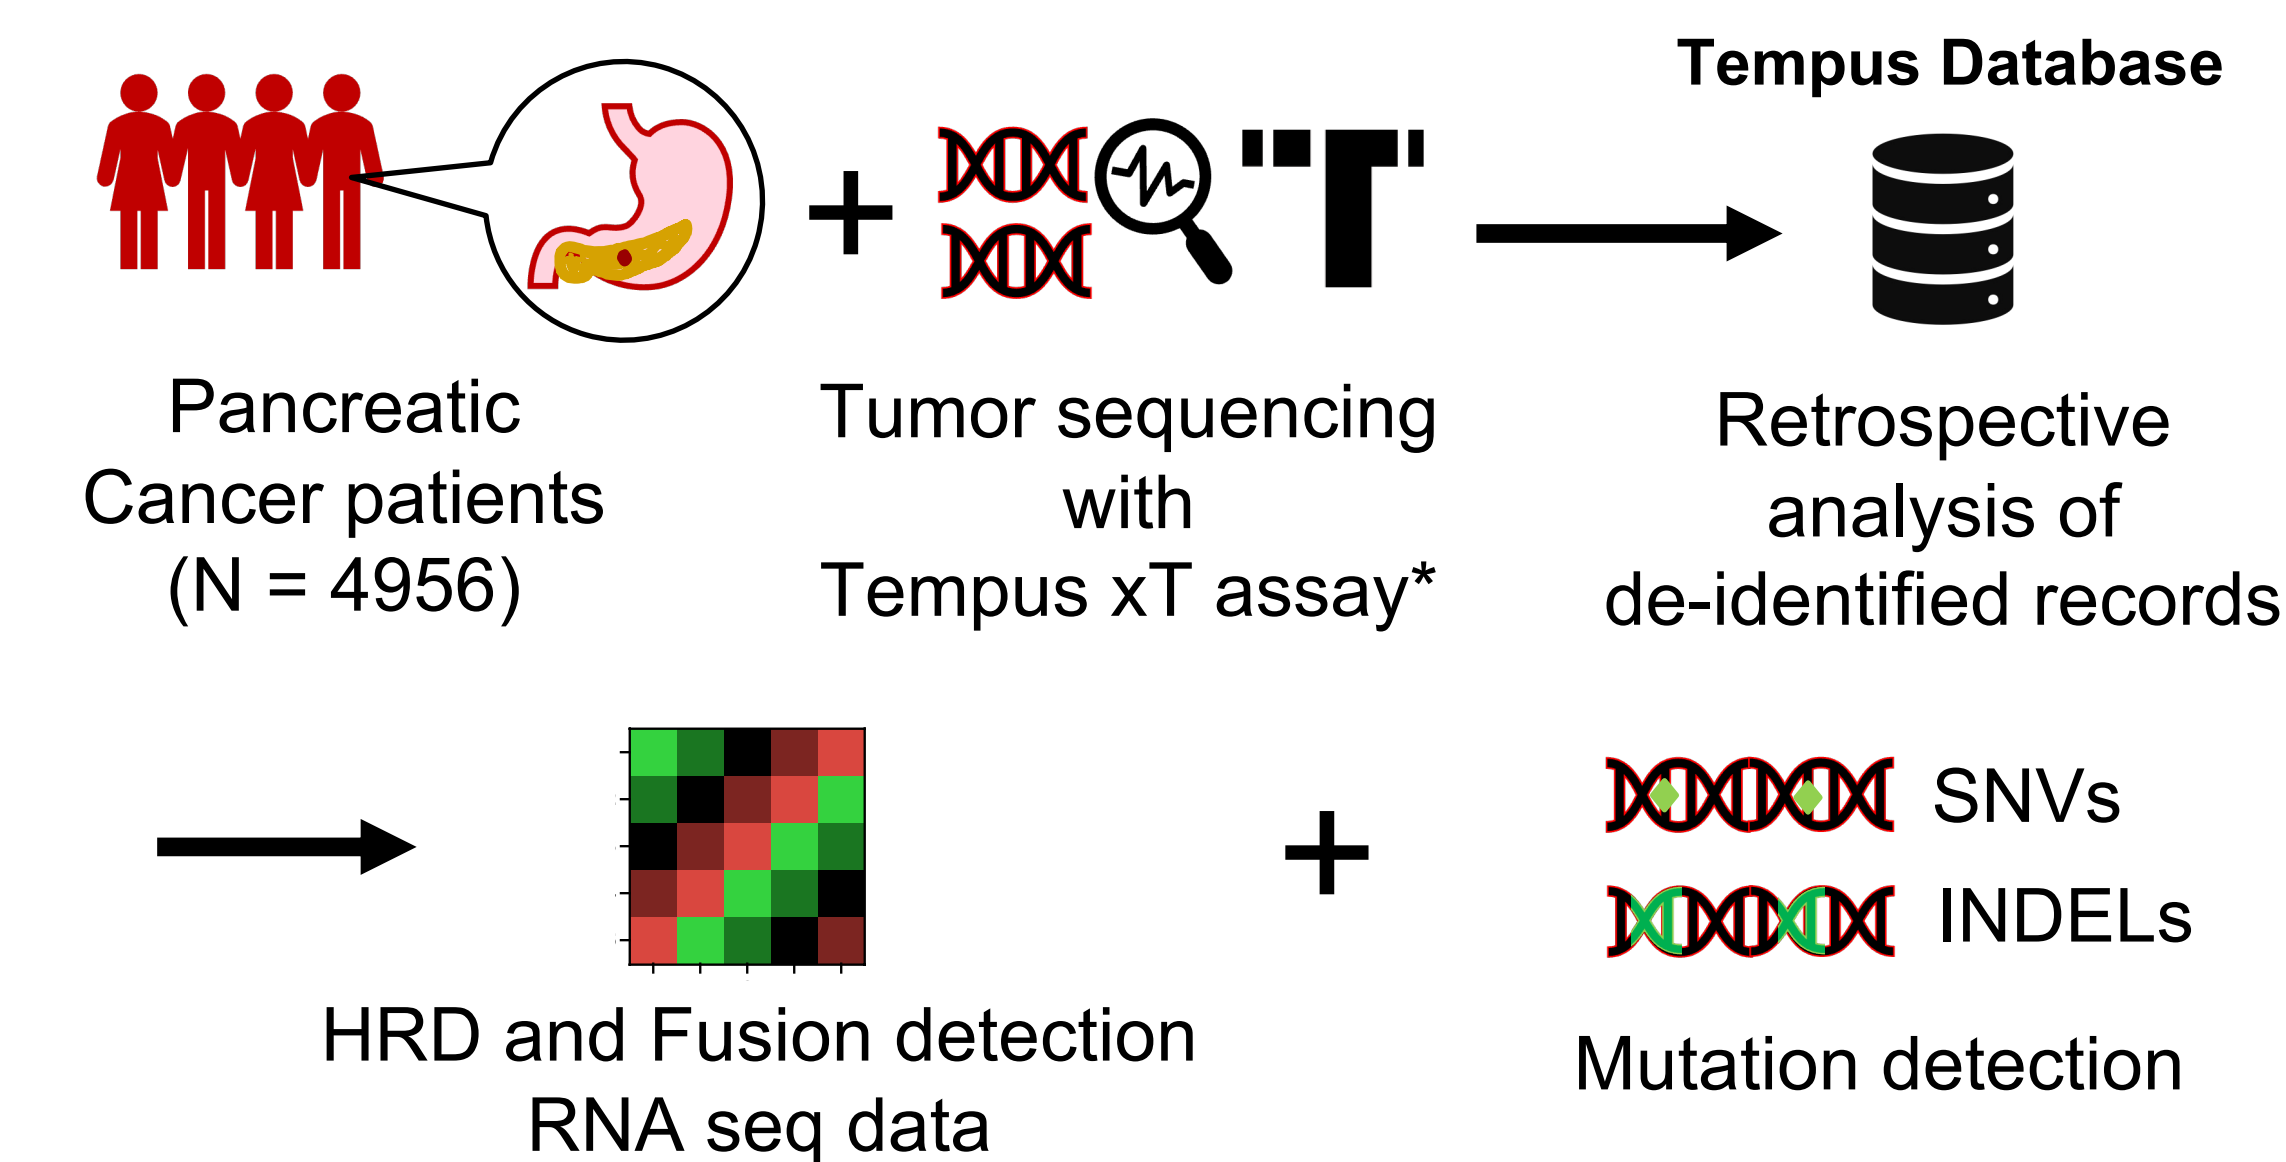 Tempus Database
"T"
Pancreatic
Cancer patients
(N = 4956)
Tumor sequencing
with
Tempus xT assay*
Retrospective
analysis of
de-identified records
SNVs
INDELs
HRD and Fusion detection
RNA seq data
Mutation detection